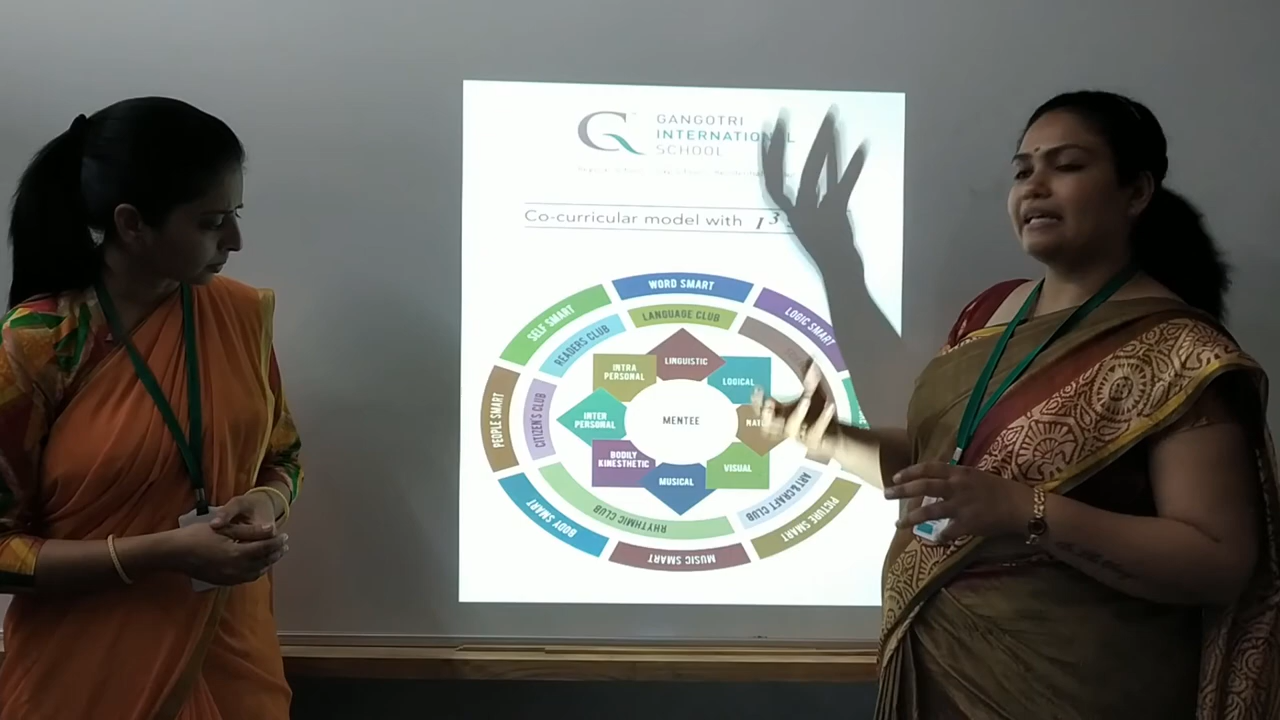 GANGOTRI
INTERNATIONAL
SCHOOL
Co-curricular model with I³
WORD SMART
SELF SMART
LOGIC SMART
LANGUAGE CLUB
READERS CLUB
LINGUISTIC
INTRA
PERSONAL
LOGICAL
PEOPLE SMART
CITIZEN'S CLUB
INTER
PERSONAL
MENTEE
NAT
BODILY
KINESTHETIC
VISUAL
MUSICAL
ART&CRAFT CLUB
PICTURE SMART
BODY SMART
RHYTHMIC CLUB
MUSIC SMART